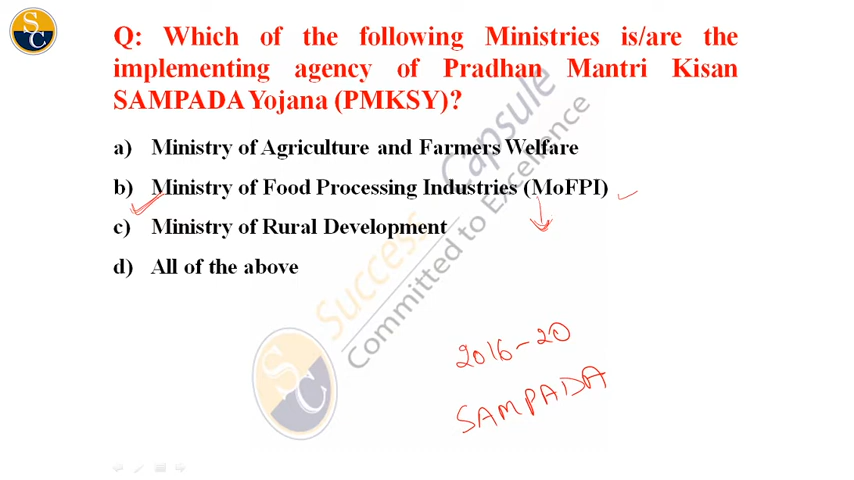 SC
Q: Which of the following Ministries is/are the
implementing agency of Pradhan Mantri Kisan
SAMPADA Yojana (PMKSY)?
a) Ministry of Agriculture and Farmers Welfare
b) Ministry of Food Processing Industries (MoFPI)
c) Ministry of Rural Development
d) All of the above
Success Capsule
Committed to Excellence
SC
2016-20
SAMPADA